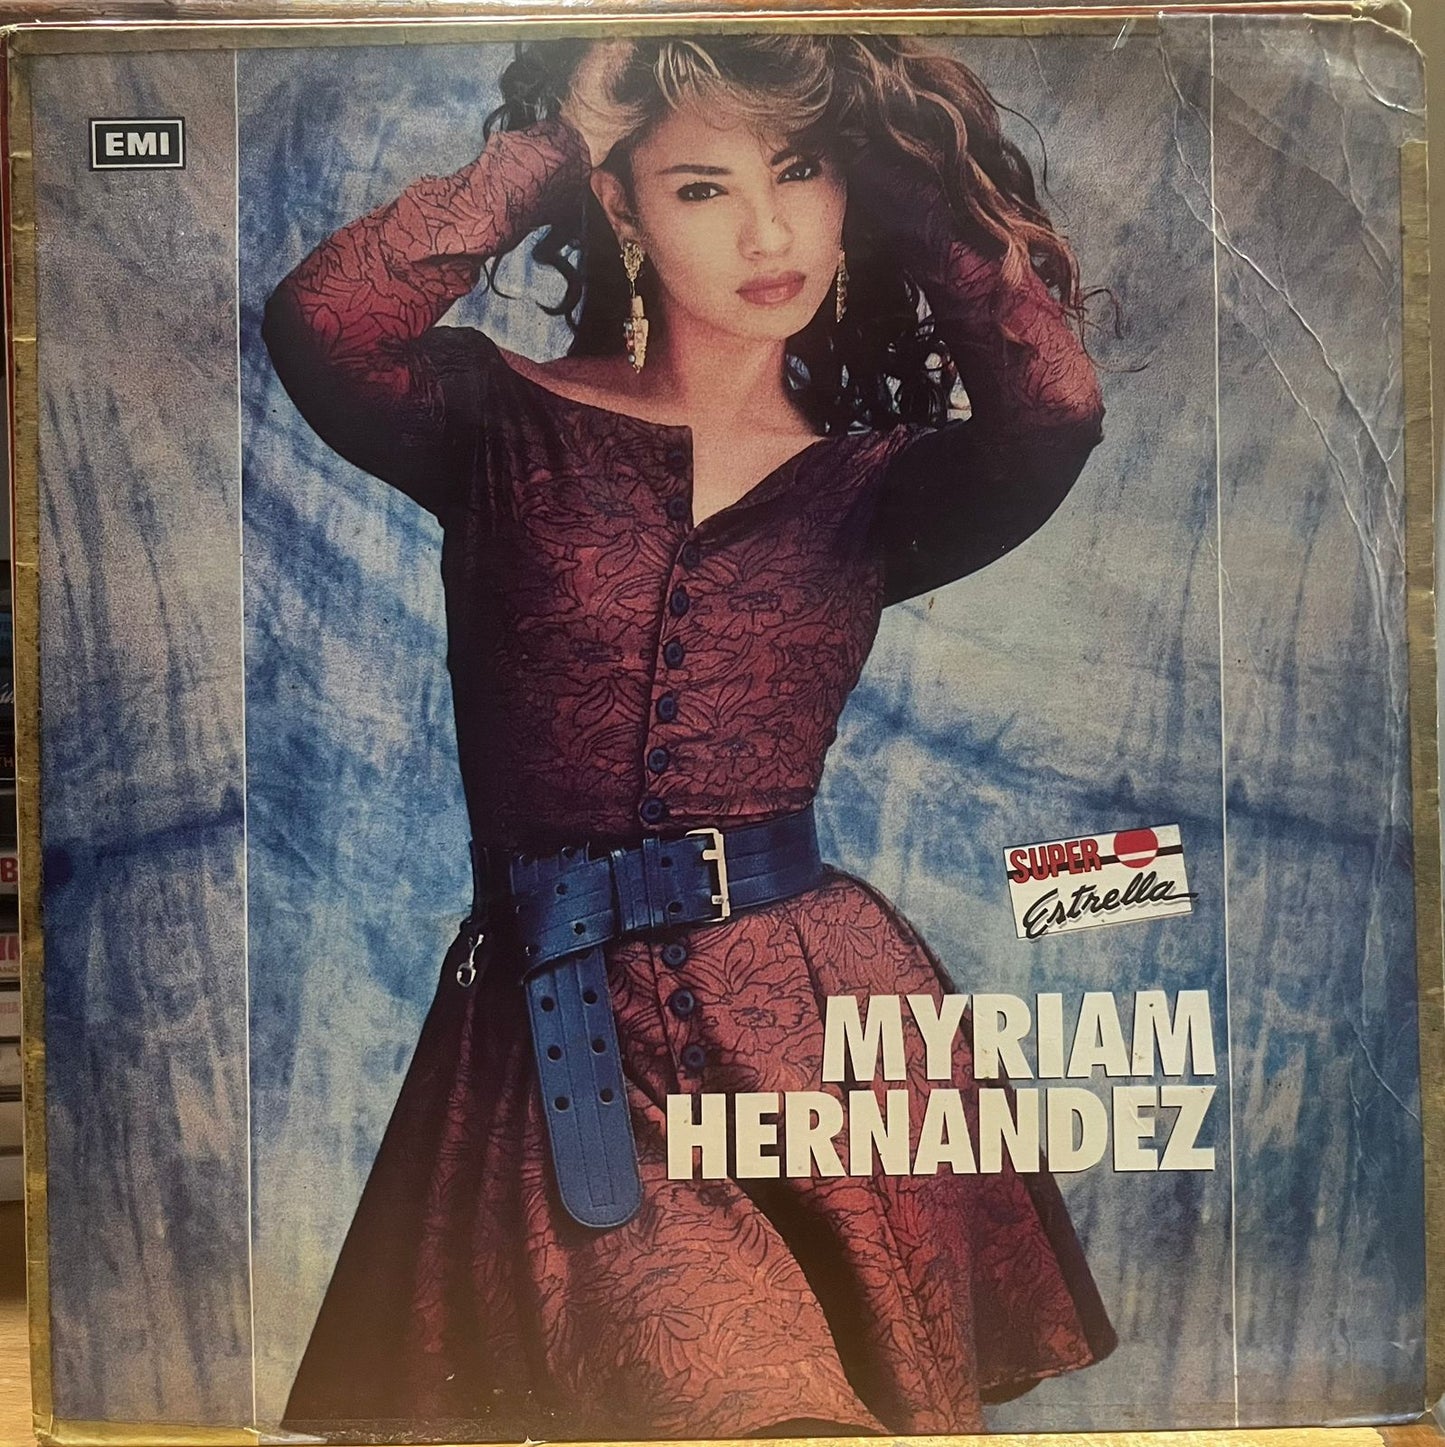 EMI
SUPER
Estrella
MYRIAM
HERNANDEZ